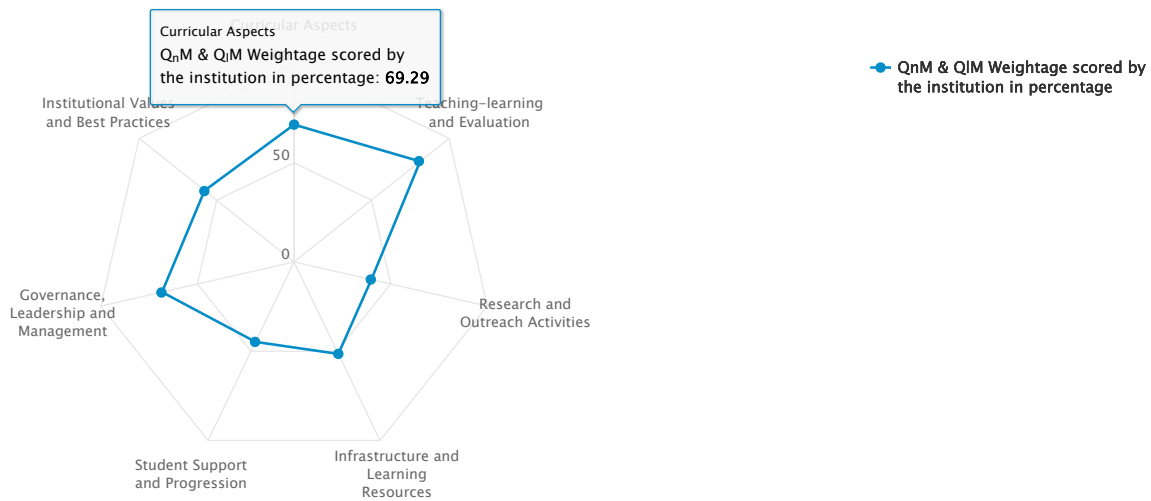 Curricular Aspects
Curricular Aspects
QnM & QlM Weightage scored by
the institution in percentage: 69.29
QnM & QlM Weightage scored by
the institution in percentage
Institutional Values
and Best Practices
Teaching-learning
and Evaluation
50
0
Governance,
Leadership and
Management
Research and
Outreach Activities
Student Support
and Progression
Infrastructure and
Learning
Resources